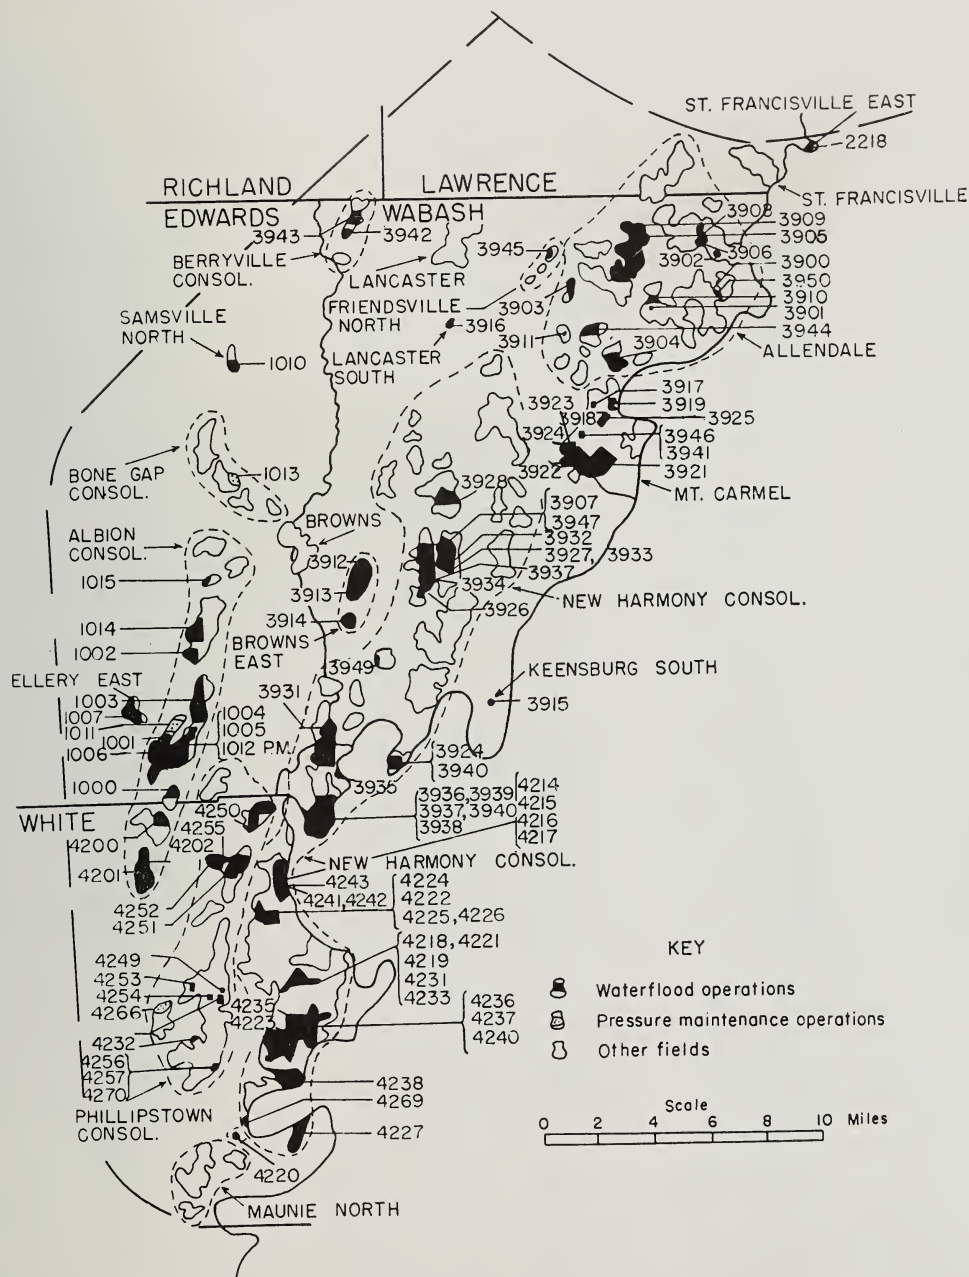 ST. FRANCISVILLE EAST
2218
RICHLAND
LAWRENCE
ST. FRANCISVILLE
EDWARDS
WABASH
3943
3942
3945
3908
3909
3905
3902
3906
3900
BERRYVILLE
CONSOL.
LANCASTER
3950
3910
3901
3944
FRIENDSVILLE
NORTH
3903
3916
3911
3904
ALLENDALE
SAMSVILLE
NORTH
1010
LANCASTER
SOUTH
3923
3917
3919
3918
3925
3924
3946
3941
3922
3921
MT. CARMEL
BONE GAP
CONSOL.
1013
3928
3907
3947
BROWNS
3932
3927, 3933
3937
ALBION
CONSOL.
3912
1015
3913
3934
3926
NEW HARMONY CONSOL.
1014
3914
1002
BROWNS
EAST
3949
KEENSBURG SOUTH
ELLERY EAST
3931
3915
1003
1007
1004
1011
1005
1001
1012 P.M.
1006
3924
3940
1000
3935
3936,3939
3937,3940
3938
4214
4215
4216
4217
WHITE
4250
4255
4200
4202
NEW HARMONY CONSOL.
4201
4243
4241,4242
4224
4222
4225,4226
4252
4251
4218,4221
4219
4231
4233
4249
4253
4254
4266
4235
4223
4236
4237
4240
4232
4256
4257
4270
4238
4269
PHILLIPSTOWN
CONSOL.
4227
4220
MAUNIE NORTH
KEY
Waterflood operations
Pressure maintenance operations
Other fields
Scale
0 2 4 6 8 10 Miles